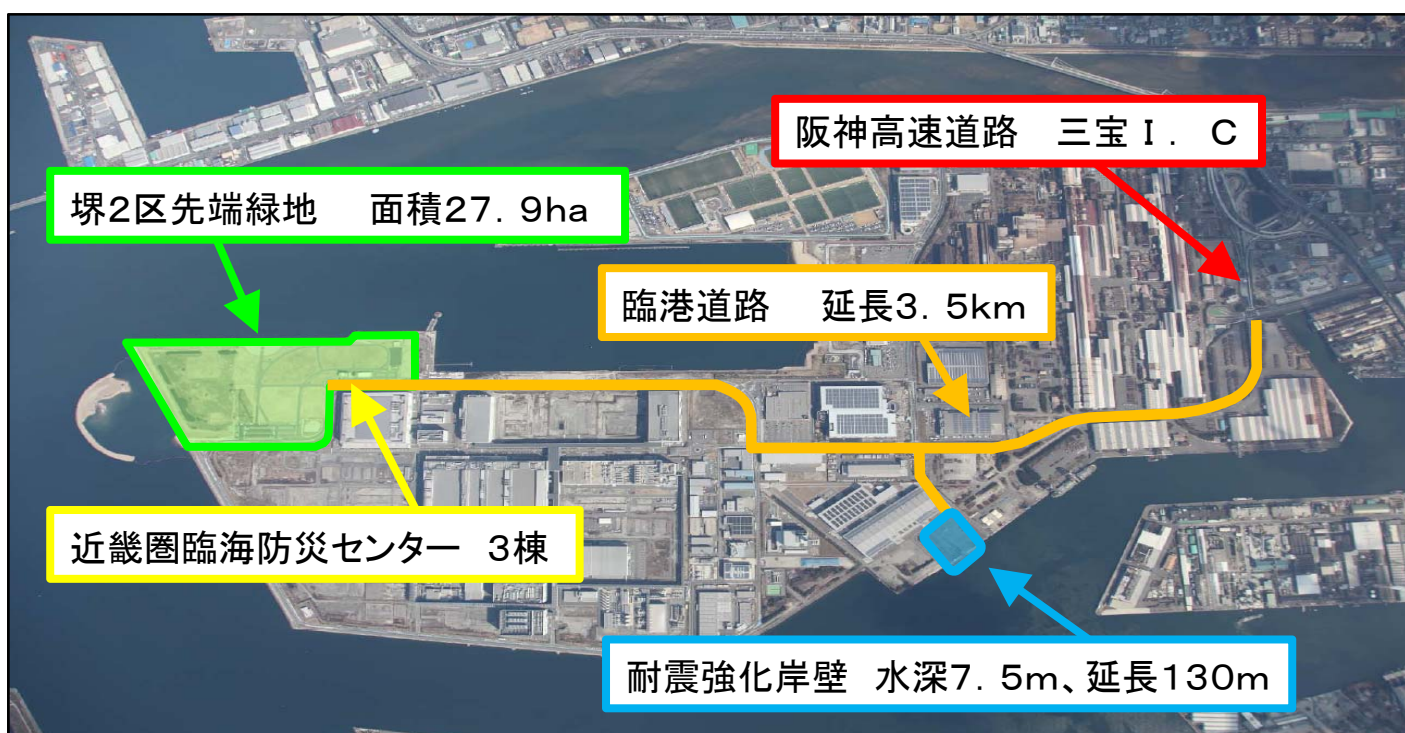 阪神高速道路　三宝Ｉ．　Ｃ
堺２区先端緑地　　面積２７．９ｈａ
臨港道路　　延長３．５ｋｍ
近畿圏臨海防災センター　３棟
耐震強化岸壁　水深７．５ｍ、延長１３０ｍ